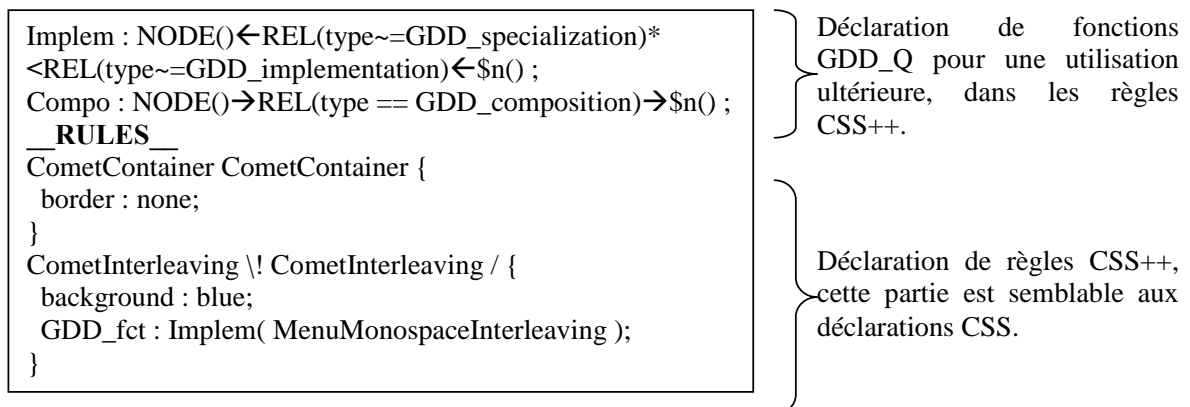 Implem : NODE()←REL(type~=GDD_specialization)*
<REL(type~=GDD_implementation)←$n() ;
Compo : NODE()→REL(type == GDD_composition)→$n() ;
__RULES__
CometContainer CometContainer {
border : none;
}
CometInterleaving \! CometInterleaving / {
background : blue;
GDD_fct : Implem( MenuMonospaceInterleaving );
}
Déclaration de fonctions
GDD_Q pour une utilisation
ultérieure, dans les règles
CSS++.
Déclaration de règles CSS++,
cette partie est semblable aux
déclarations CSS.